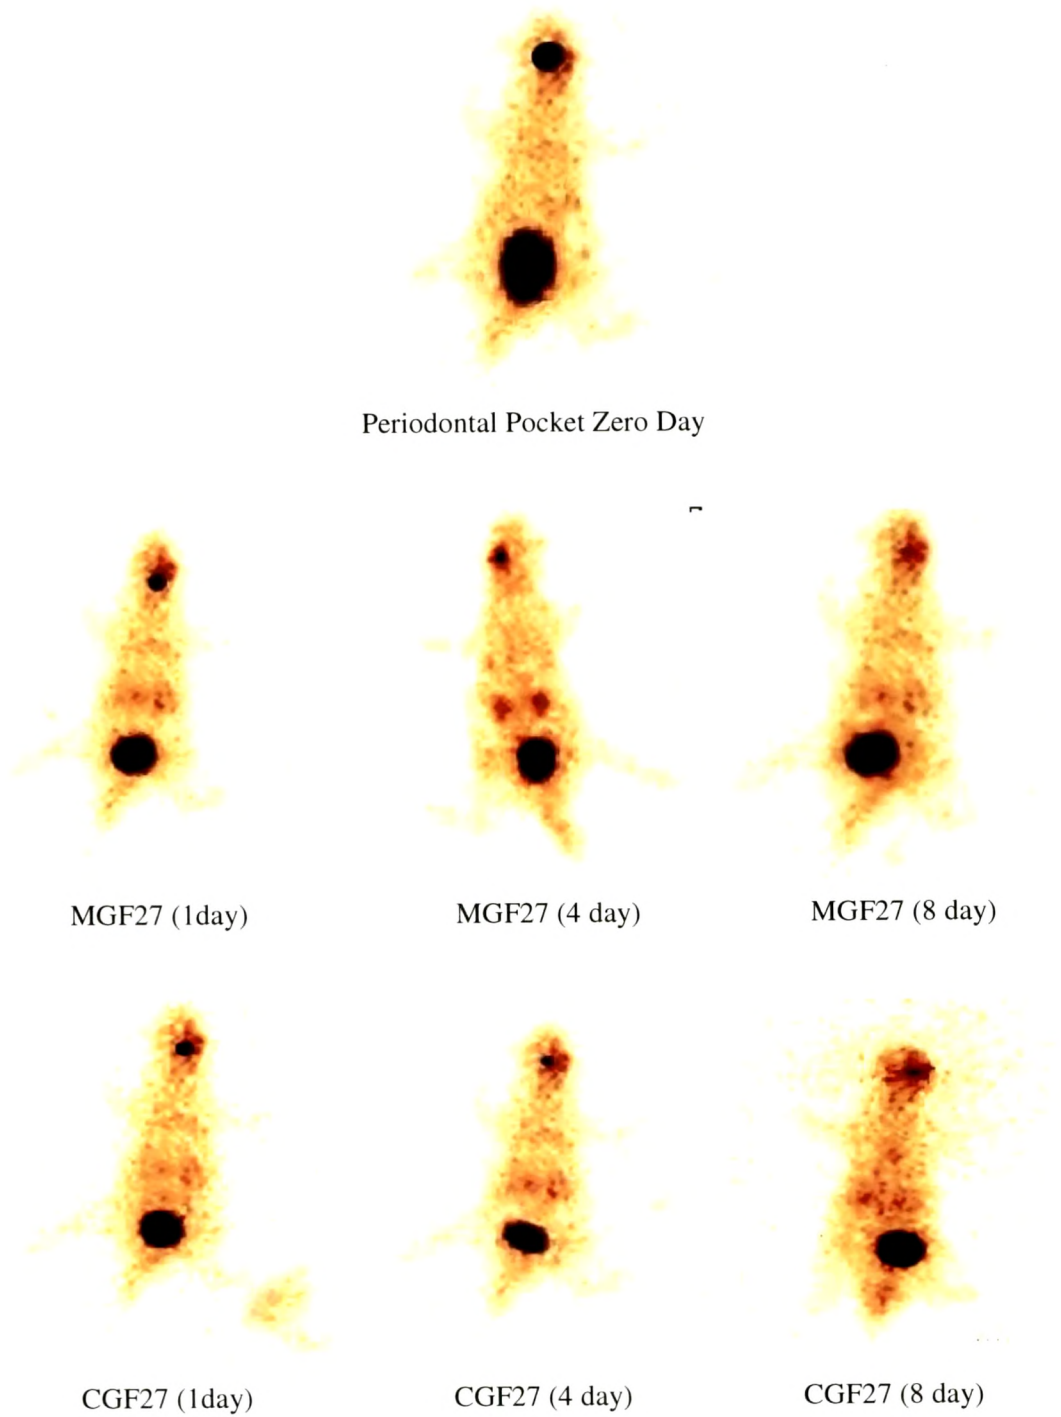 Periodontal Pocket Zero Day
MGF27 (1day)
MGF27 (4 day)
MGF27 (8 day)
CGF27 (1day)
CGF27 (4 day)
CGF27 (8 day)